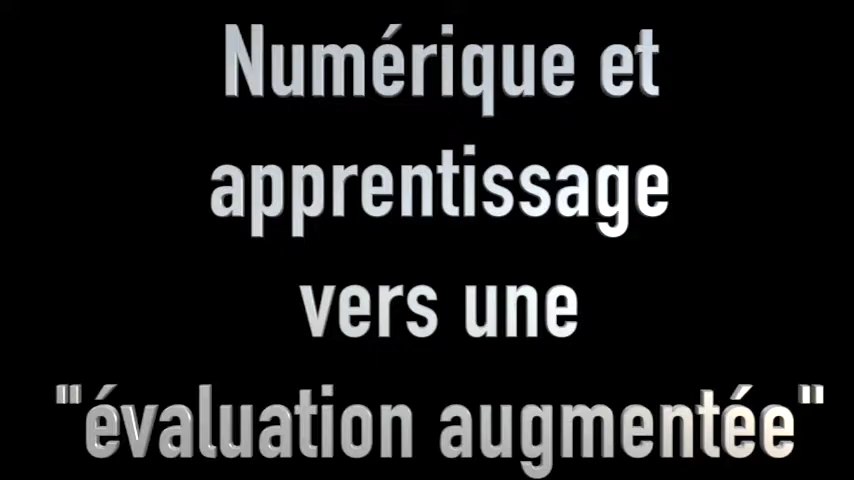 Numérique et
apprentissage
vers une
"évaluation augmentée"